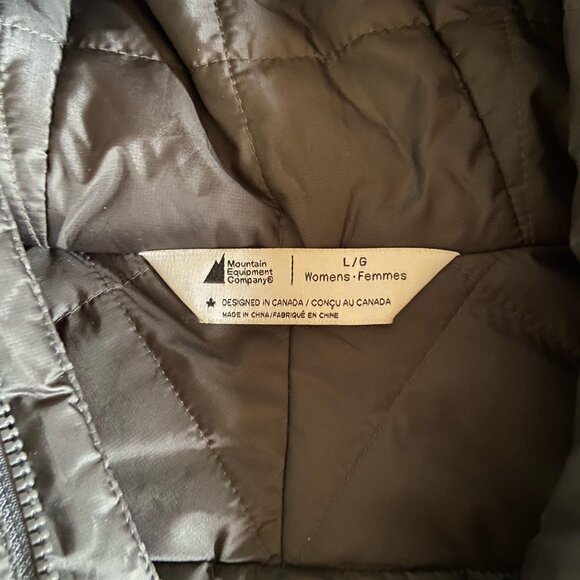 Mountain
Equipment
Company®
L/G
Womens·Femmes
DESIGNED IN CANADA / CONÇU AU CANADA
MADE IN CHINA/FABRIQUÉ EN CHINE